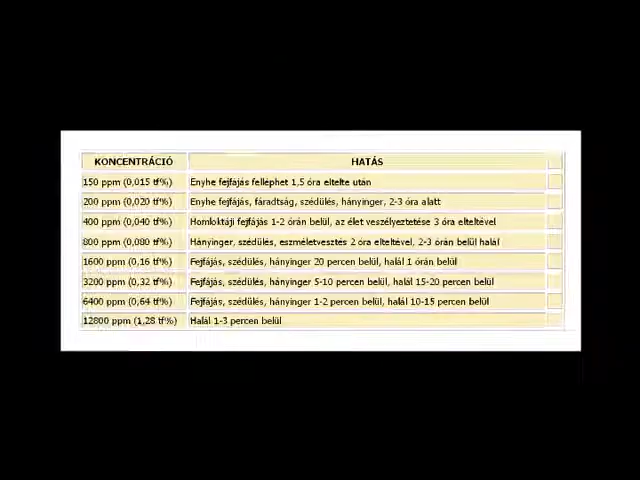 KONCENTRÁCIÓ HATÁS
150 ppm (0,015 tf%) Enyhe fejfájás felléphet 1,5 óra eltelte után
200 ppm (0,020 tf%) Enyhe fejfájás, fáradtság, szédülés, hányinger, 2-3 óra alatt
400 ppm (0,040 tf%) Homloktáji fejfájás 1-2 órán belül, az élet veszélyeztetése 3 óra elteltével
800 ppm (0,080 tf%) Hányinger, szédülés, eszméletvesztés 2 óra elteltével, 2-3 órán belül halál
1600 ppm (0,16 tf%) Fejfájás, szédülés, hányinger 20 percen belül, halál 1 órán belül
3200 ppm (0,32 tf%) Fejfájás, szédülés, hányinger 5-10 percen belül, halál 15-20 percen belül
6400 ppm (0,64 tf%) Fejfájás, szédülés, hányinger 1-2 percen belül, halál 10-15 percen belül
12800 ppm (1,28 tf%) Halál 1-3 percen belül